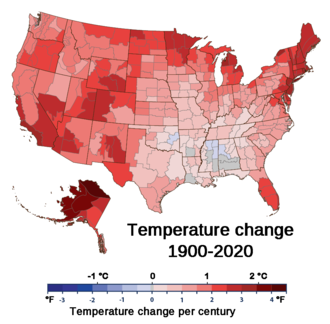 Temperature change
1900-2020
-1 °C 0 1 2 °C
°F -3 -2 -1 0 1 2 3 4 °F
Temperature change per century